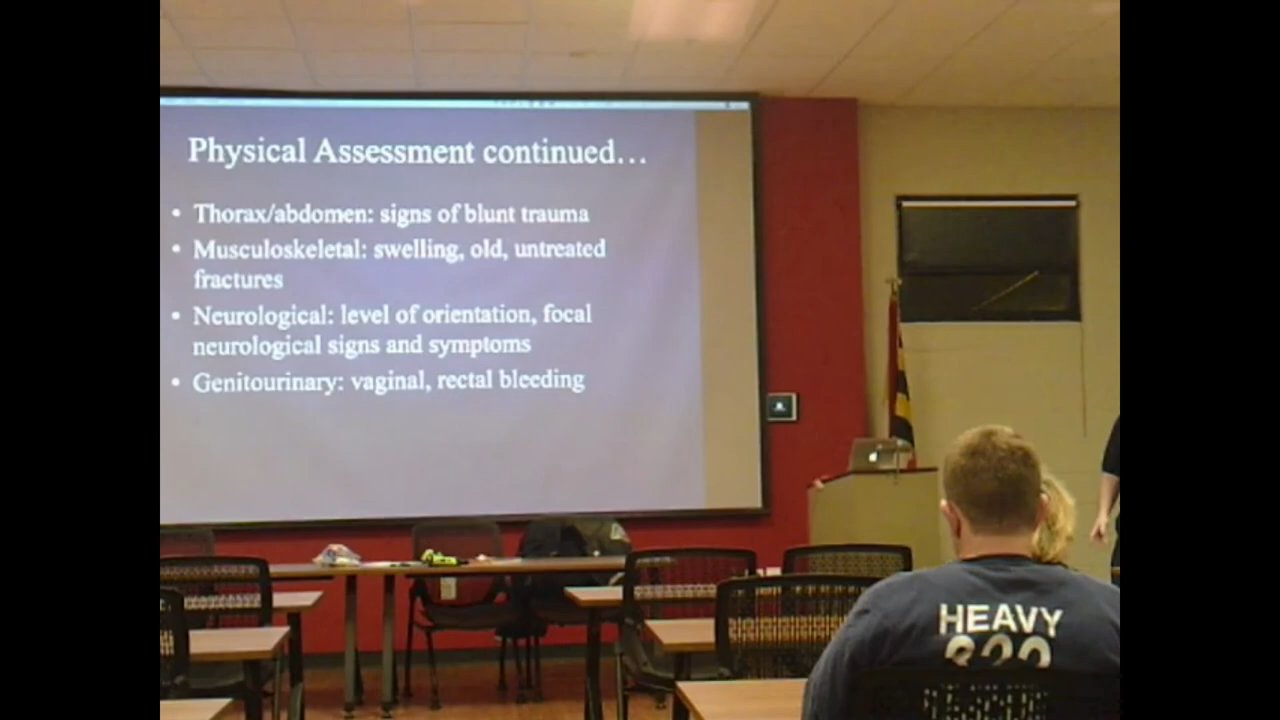 Physical Assessment continued…
• Thorax/abdomen: signs of blunt trauma
• Musculoskeletal: swelling, old, untreated
fractures
• Neurological: level of orientation, focal
neurological signs and symptoms
• Genitourinary: vaginal, rectal bleeding
HEAVY